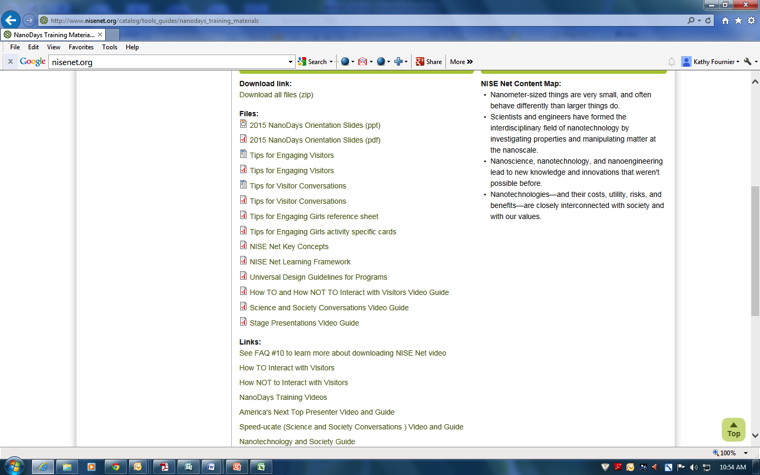 http://www.nisenet.org/catalog/tools_guides/nanodays_training_materials
NanoDays Training Materia...
File Edit View Favorites Tools Help
Google nisenet.org Search Share More »
Kathy Fournier
Download link:
Download all files (zip)
Files:
2015 NanoDays Orientation Slides (ppt)
2015 NanoDays Orientation Slides (pdf)
Tips for Engaging Visitors
Tips for Engaging Visitors
Tips for Visitor Conversations
Tips for Visitor Conversations
Tips for Engaging Girls reference sheet
Tips for Engaging Girls activity specific cards
NISE Net Key Concepts
NISE Net Learning Framework
Universal Design Guidelines for Programs
How TO and How NOT TO Interact with Visitors Video Guide
Science and Society Conversations Video Guide
Stage Presentations Video Guide
Links:
See FAQ #10 to learn more about downloading NISE Net video
How TO Interact with Visitors
How NOT to Interact with Visitors
NanoDays Training Videos
America's Next Top Presenter Video and Guide
Speed-ucate (Science and Society Conversations ) Video and Guide
Nanotechnology and Society Guide
NISE Net Content Map:
• Nanometer-sized things are very small, and often
behave differently than larger things do.
• Scientists and engineers have formed the
interdisciplinary field of nanotechnology by
investigating properties and manipulating matter at
the nanoscale.
• Nanoscience, nanotechnology, and nanoengineering
lead to new knowledge and innovations that weren't
possible before.
• Nanotechnologies—and their costs, utility, risks, and
benefits—are closely interconnected with society and
with our values.
Top
100%
10:54 AM